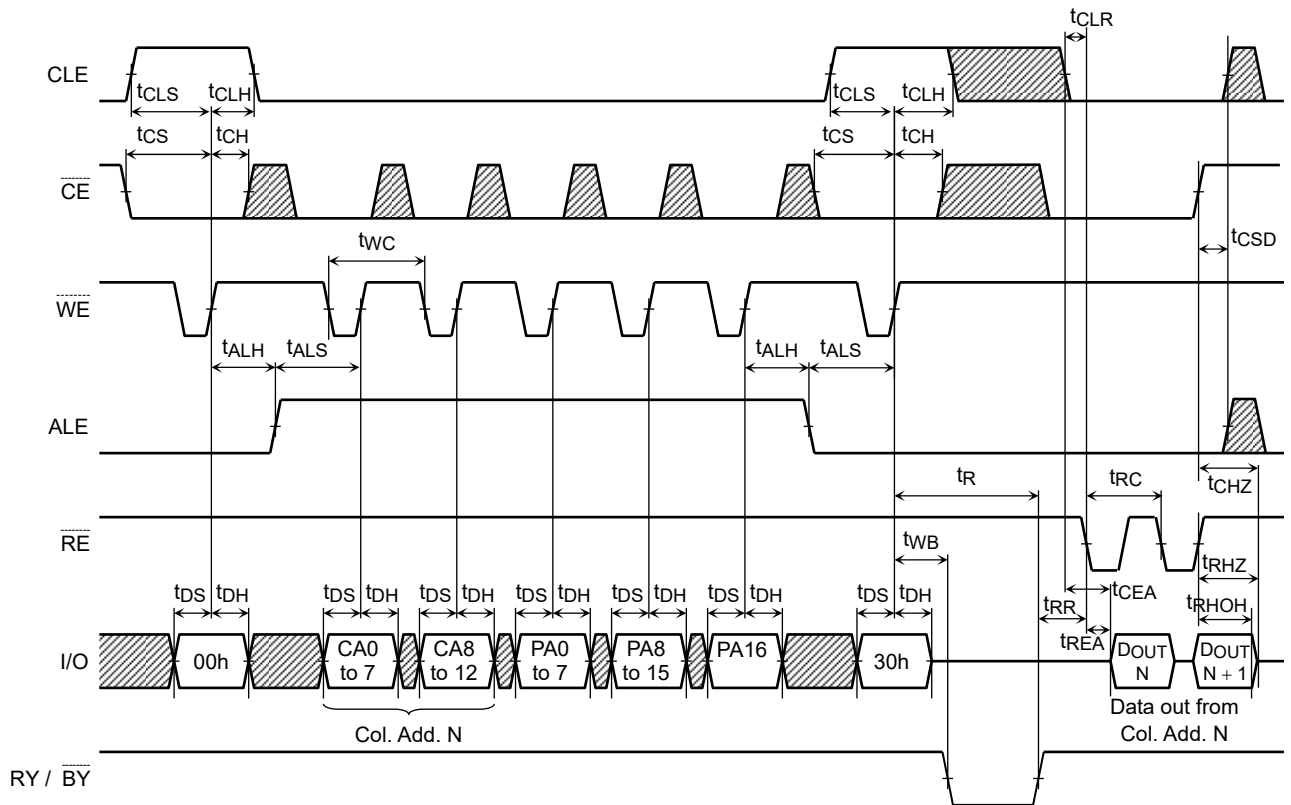 tCLR
CLE
tCLS tCLH tCLS tCLH
tCS tCH tCS tCH
CE
tWC
tCSD
WE
tALH tALS tALH tALS
ALE
tR tRC tCHZ
RE
tWB
tRHZ
tDS tDH tDS tDH tDS tDH tDS tDH tDS tDH tDS tDH tDS tDH
tCEA
tRR tRHOH
tREA
I/O
00h
CA0
to 7
CA8
to 12
PA0
to 7
PA8
to 15
PA16
30h
DOUT
N
DOUT
N + 1
Col. Add. N
Data out from
Col. Add. N
RY / BY